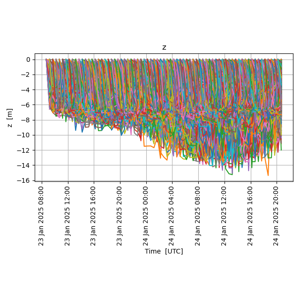 z
z [m]
0
−2
−4
−6
−8
−10
−12
−14
−16
23 Jan 2025 08:00
23 Jan 2025 12:00
23 Jan 2025 16:00
23 Jan 2025 20:00
24 Jan 2025 00:00
24 Jan 2025 04:00
24 Jan 2025 08:00
24 Jan 2025 12:00
24 Jan 2025 16:00
24 Jan 2025 20:00
Time [UTC]